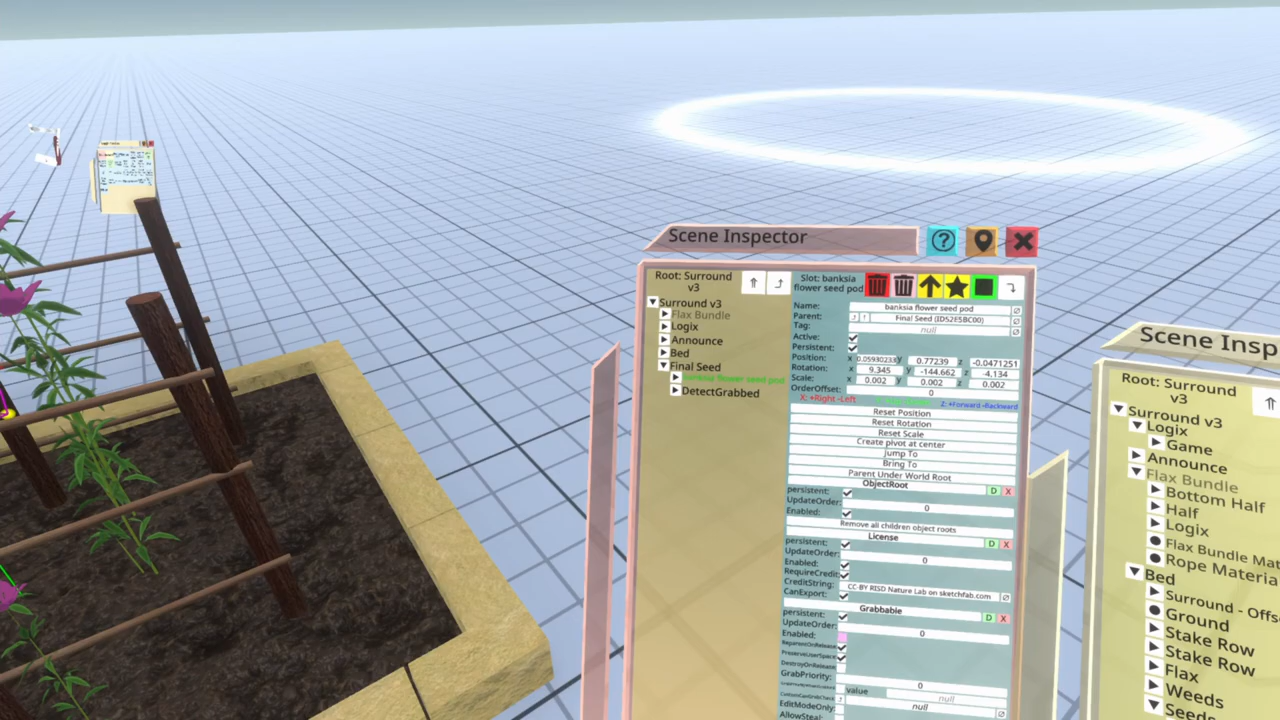 Scene Inspector
Root: Surround v3
Surround v3
Flax Bundle
Logix
Announce
Bed
Final Seed
banksia flower seed pod
DetectGrabbed
Slot: banksia flower seed pod
Name: banksia flower seed pod
Parent: Final Seed (ID52E5BC00)
Tag: null
Active:
Persistent:
Position: x 0.05930233 y 0.77239 z -0.0471251
Rotation: x 9.345 y -144.662 z -4.134
Scale: x 0.002 y 0.002 z 0.002
OrderOffset: 0
X: +Right -Left Z: +Forward -Backward
Reset Position
Reset Rotation
Reset Scale
Create pivot at center
Jump To
Bring To
Parent Under World Root
ObjectRoot D X
persistent:
UpdateOrder: 0
Enabled:
Remove all children object roots
License D X
persistent:
UpdateOrder: 0
Enabled:
RequireCredit:
CreditString: CC-BY RISD Nature Lab on sketchfab.com
CanExport:
Grabbable D X
persistent:
UpdateOrder: 0
Enabled:
ReparentOnRelease:
PreserveUserSpace:
DestroyOnRelease:
GrabPriority: 0
value null
EditModeOnly: null
AllowSteal:
Scene Insp
Root: Surround v3
Surround v3
Logix
Game
Announce
Flax Bundle
Bottom Half
Half
Logix
Flax Bundle Mat
Rope Materia
Bed
Surround - Offs
Ground
Stake Row
Stake Row
Flax
Weeds
Seeds